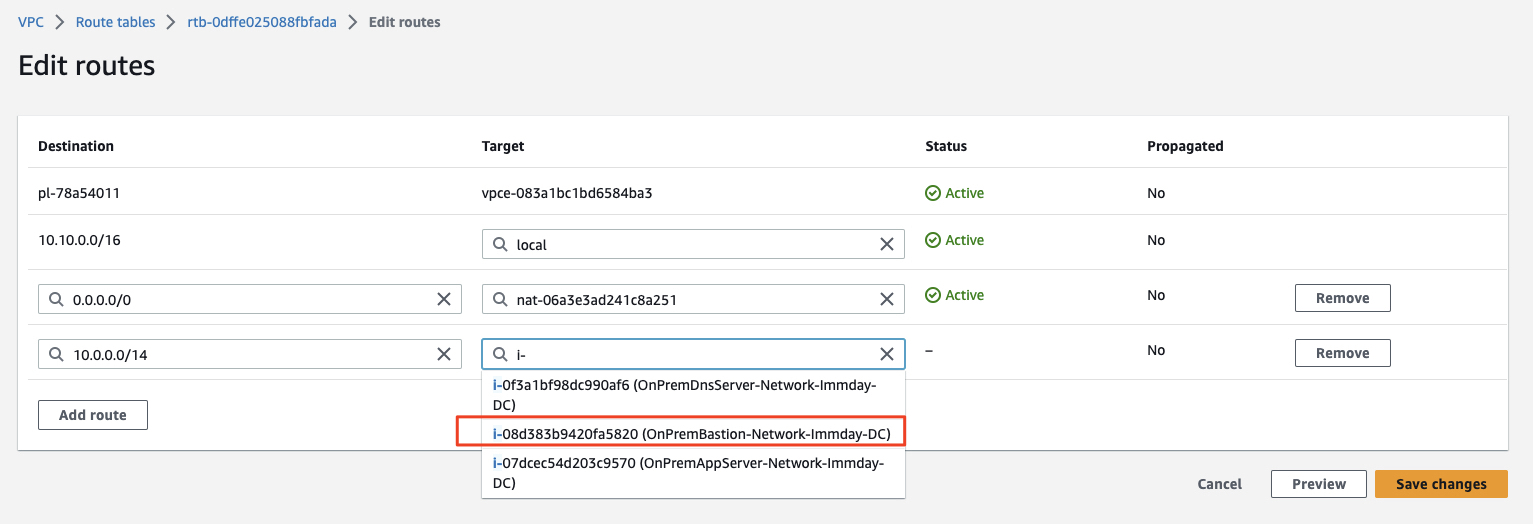 VPC > Route tables > rtb-0dffe025088fbfada > Edit routes
Edit routes
Destination Target Status Propagated
pl-78a54011 vpce-083a1bc1bd6584ba3 Active No
10.10.0.0/16 local Active No
0.0.0.0/0 nat-06a3e3ad241c8a251 Active No Remove
10.0.0.0/14 i- – No Remove
i-0f3a1bf98dc990af6 (OnPremDnsServer-Network-Immday-
DC)
Add route
i-08d383b9420fa5820 (OnPremBastion-Network-Immday-DC)
i-07dcec54d203c9570 (OnPremAppServer-Network-Immday-
DC)
Cancel Preview Save changes